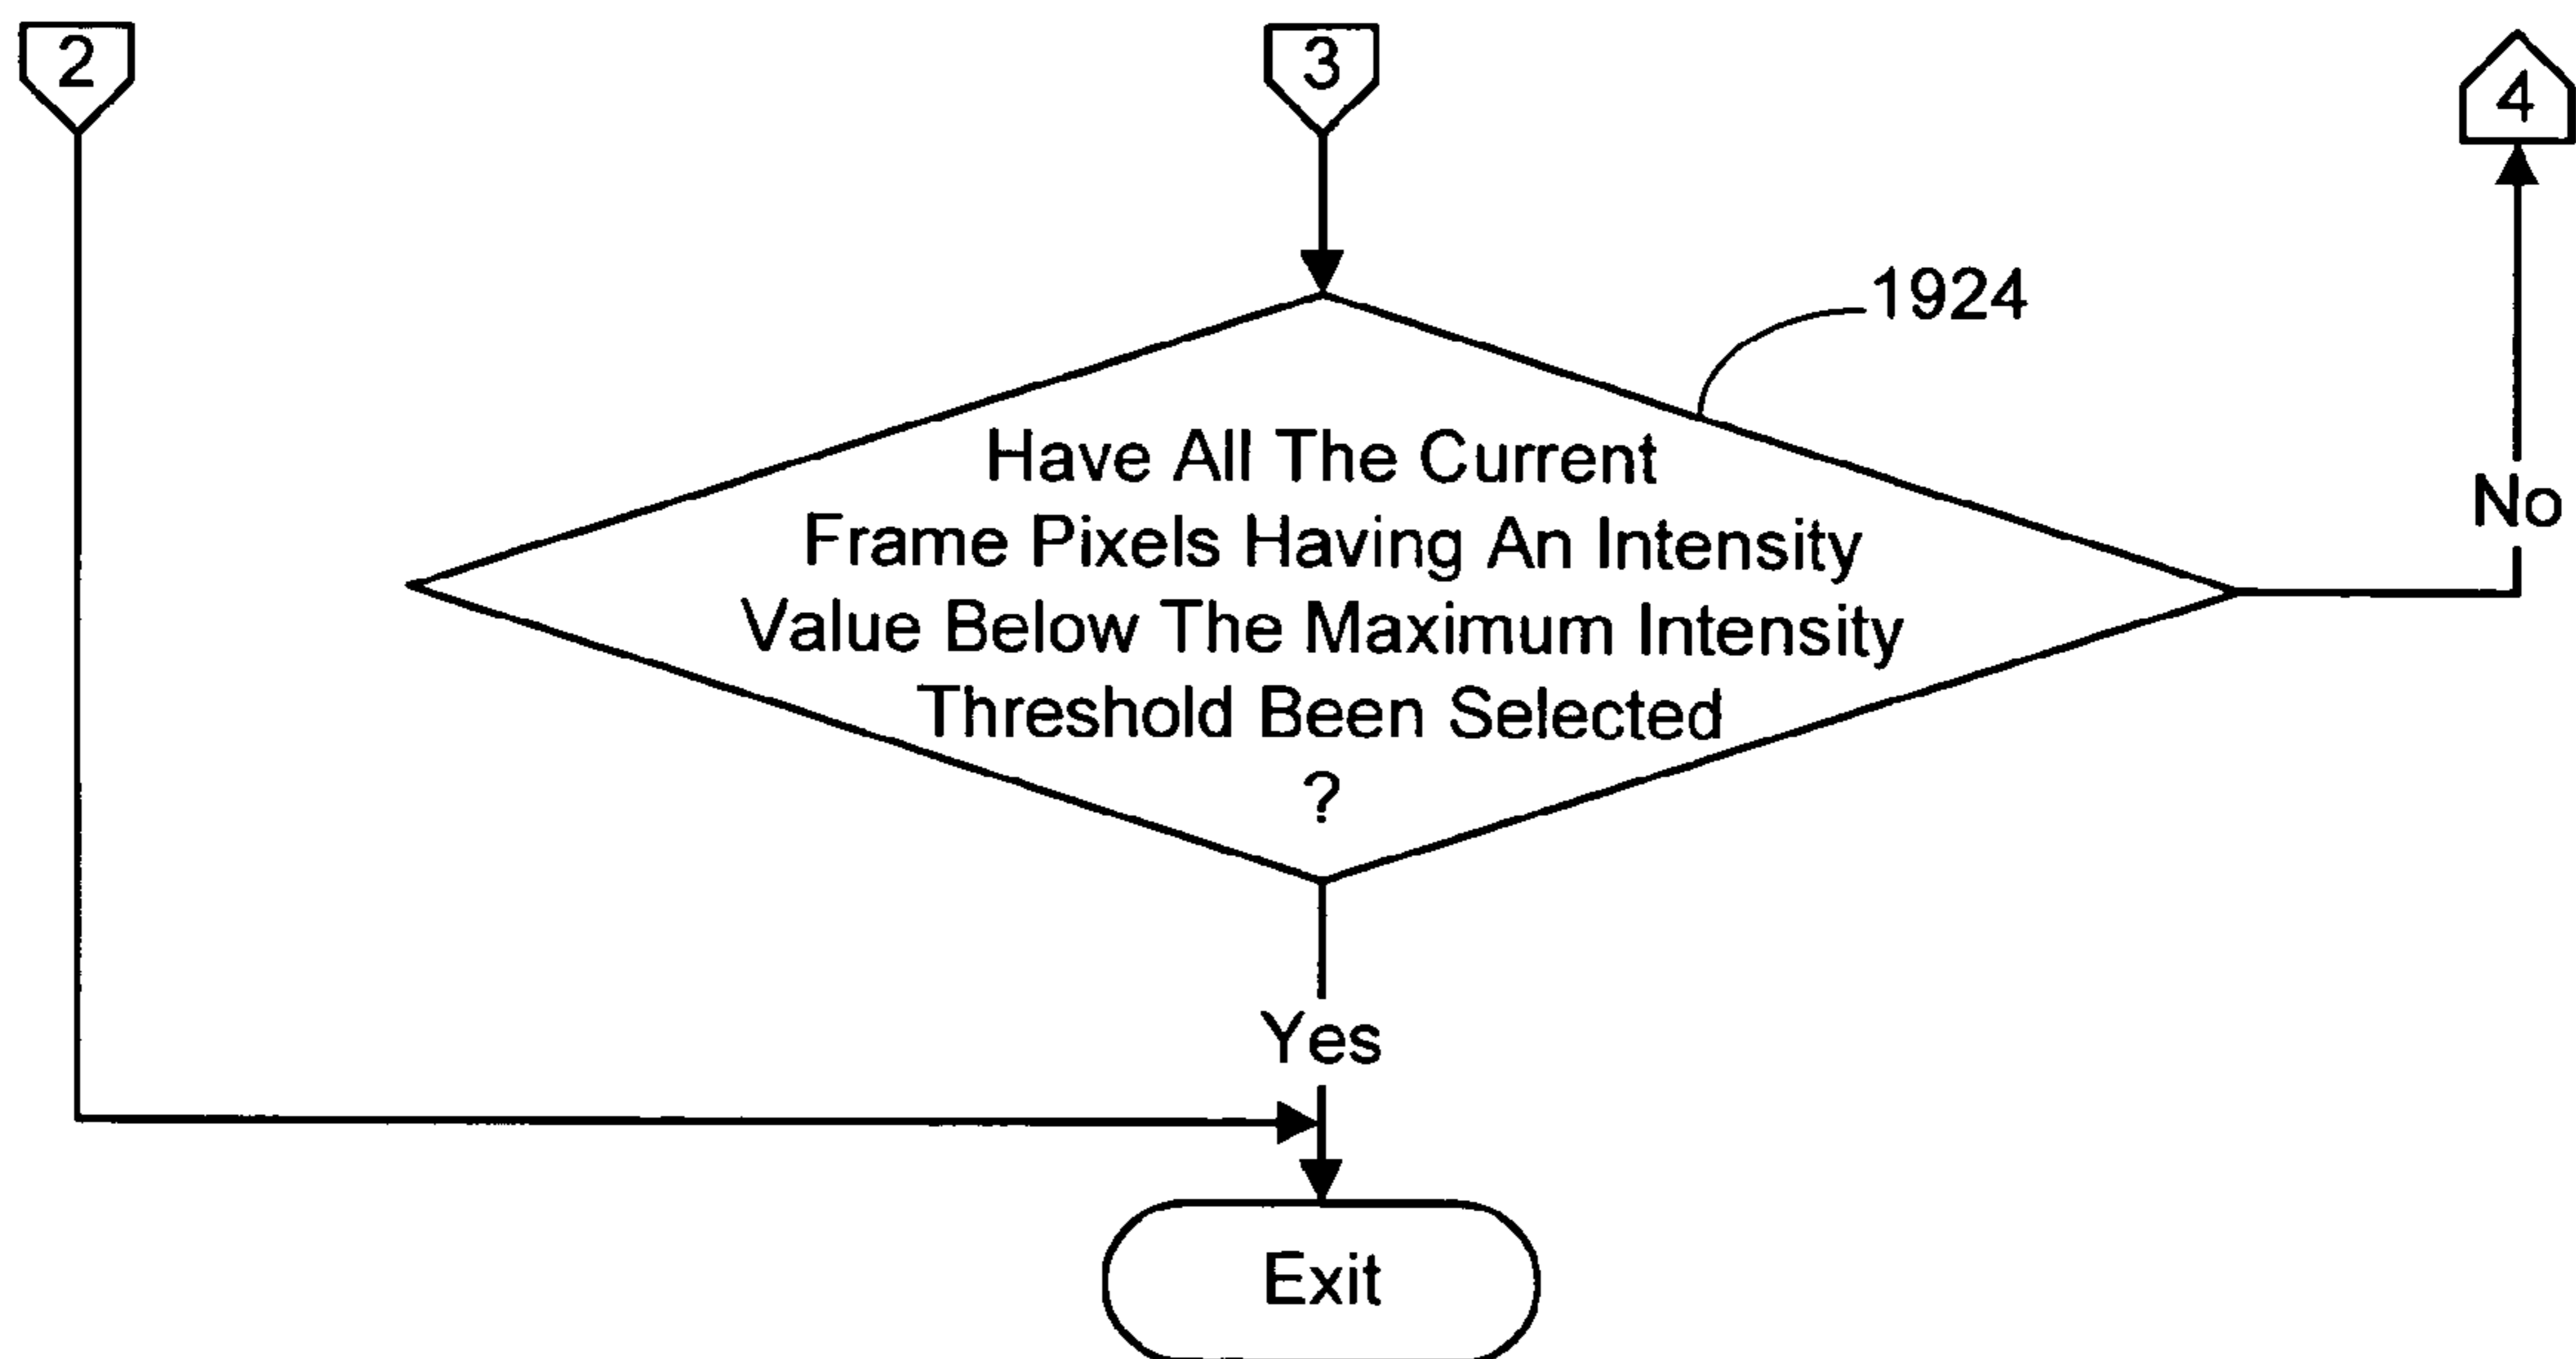 2
3
4
1924
Have All The Current
Frame Pixels Having An Intensity
Value Below The Maximum Intensity
Threshold Been Selected
?
No
Yes
Exit